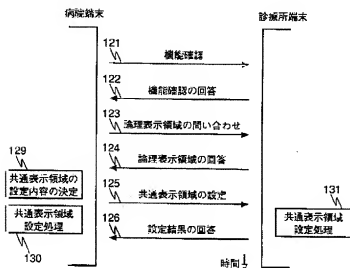 病院端末
診療所端末
121
機能確認
122
機能確認の回答
123
論理表示領域の問い合わせ
124
論理表示領域の回答
129
共通表示領域の
設定内容の決定
125
共通表示領域の設定
131
共通表示領域
設定処理
126
設定結果の回答
共通表示領域
設定処理
130
時間